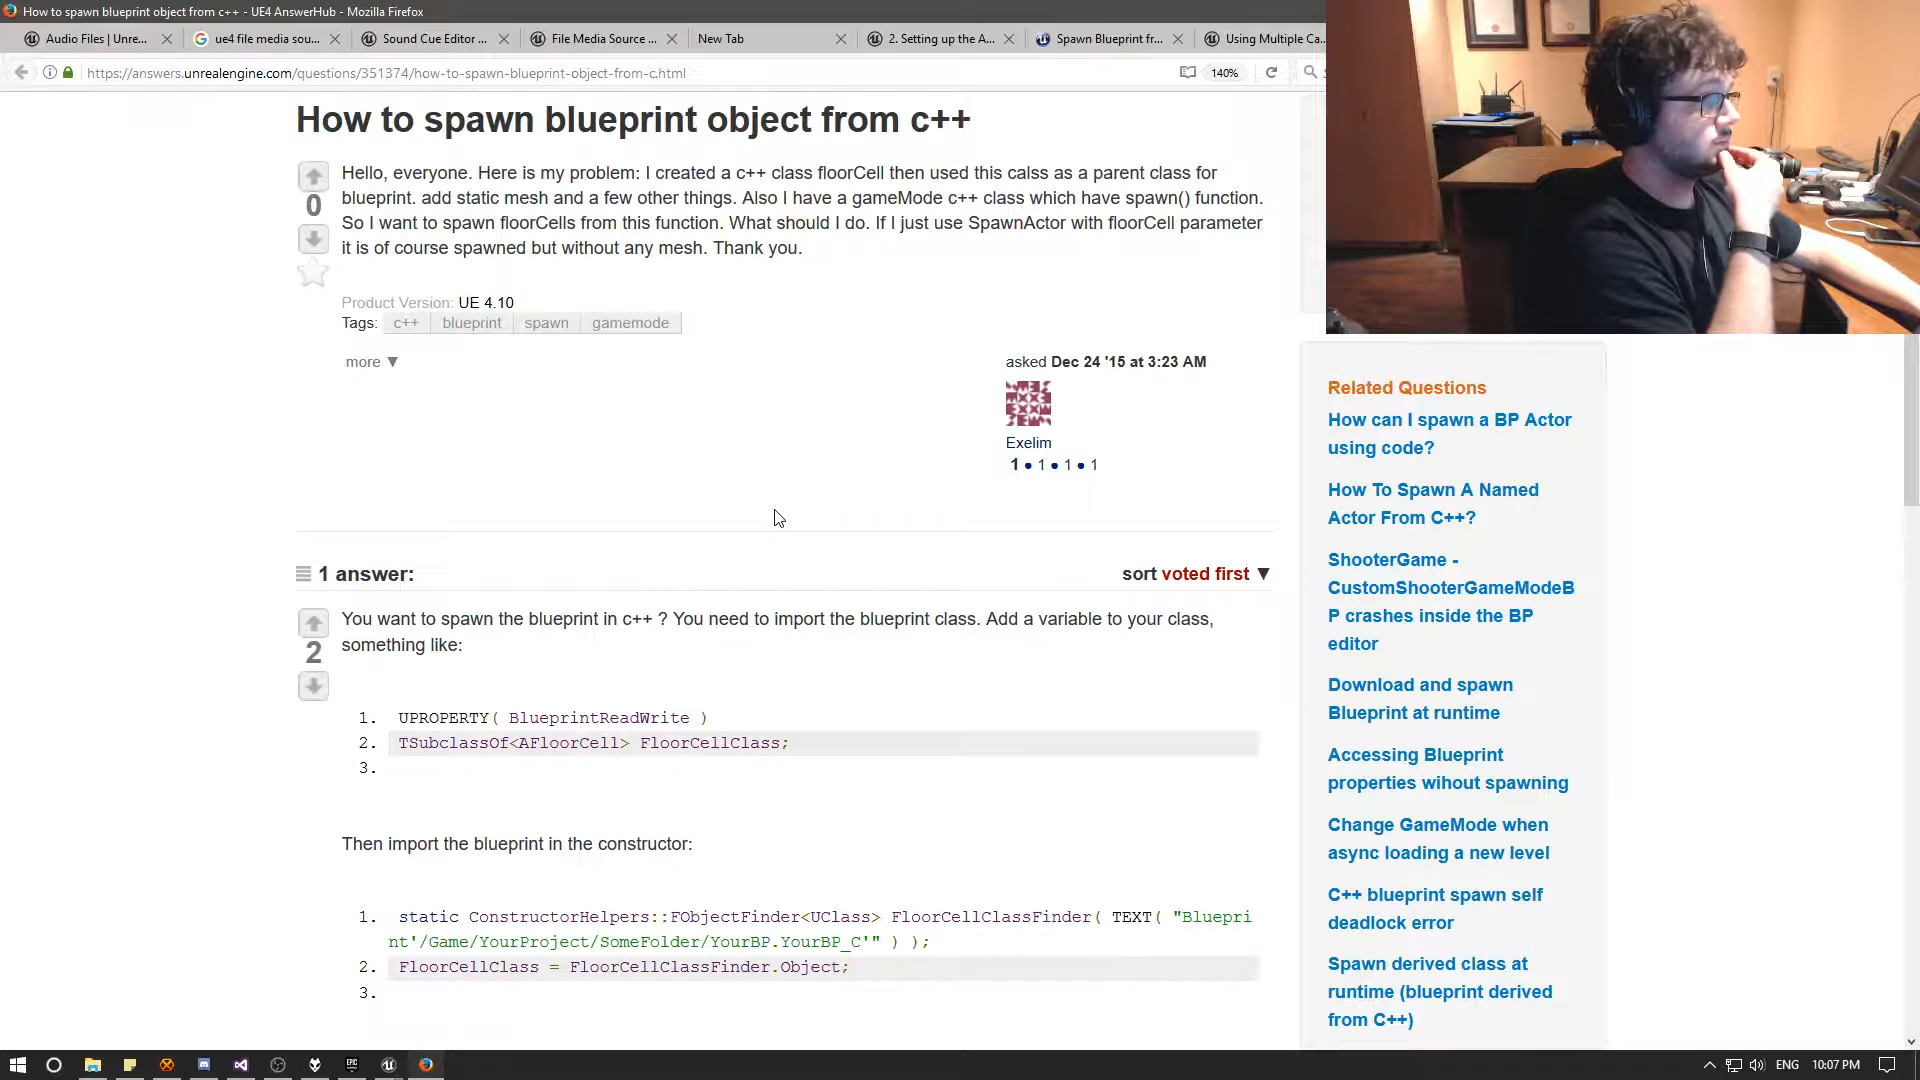 How to spawn blueprint object from c++ - UE4 AnswerHub - Mozilla Firefox
Audio Files | Unre...
ue4 file media sou...
Sound Cue Editor ...
File Media Source ...
New Tab
2. Setting up the A...
Spawn Blueprint fr...
Using Multiple Ca...
https://answers.unrealengine.com/questions/351374/how-to-spawn-blueprint-object-from-c.html
140%
How to spawn blueprint object from c++
Hello, everyone. Here is my problem: I created a c++ class floorCell then used this calss as a parent class for
blueprint. add static mesh and a few other things. Also I have a gameMode c++ class which have spawn() function.
0
So I want to spawn floorCells from this function. What should I do. If I just use SpawnActor with floorCell parameter
it is of course spawned but without any mesh. Thank you.
Product Version: UE 4.10
Tags: c++ blueprint spawn gamemode
more ▼
asked Dec 24 '15 at 3:23 AM
Exelim
1 ● 1 ● 1 ● 1
1 answer:
sort voted first ▼
You want to spawn the blueprint in c++ ? You need to import the blueprint class. Add a variable to your class,
something like:
2
1. UPROPERTY( BlueprintReadWrite )
2. TSubclassOf<AFloorCell> FloorCellClass;
3.
Then import the blueprint in the constructor:
1. static ConstructorHelpers::FObjectFinder<UClass> FloorCellClassFinder( TEXT( "Bluepri
nt'/Game/YourProject/SomeFolder/YourBP.YourBP_C'" ) );
2. FloorCellClass = FloorCellClassFinder.Object;
3.
Related Questions
How can I spawn a BP Actor
using code?
How To Spawn A Named
Actor From C++?
ShooterGame -
CustomShooterGameModeB
P crashes inside the BP
editor
Download and spawn
Blueprint at runtime
Accessing Blueprint
properties wihout spawning
Change GameMode when
async loading a new level
C++ blueprint spawn self
deadlock error
Spawn derived class at
runtime (blueprint derived
from C++)
EPIC
ENG
10:07 PM